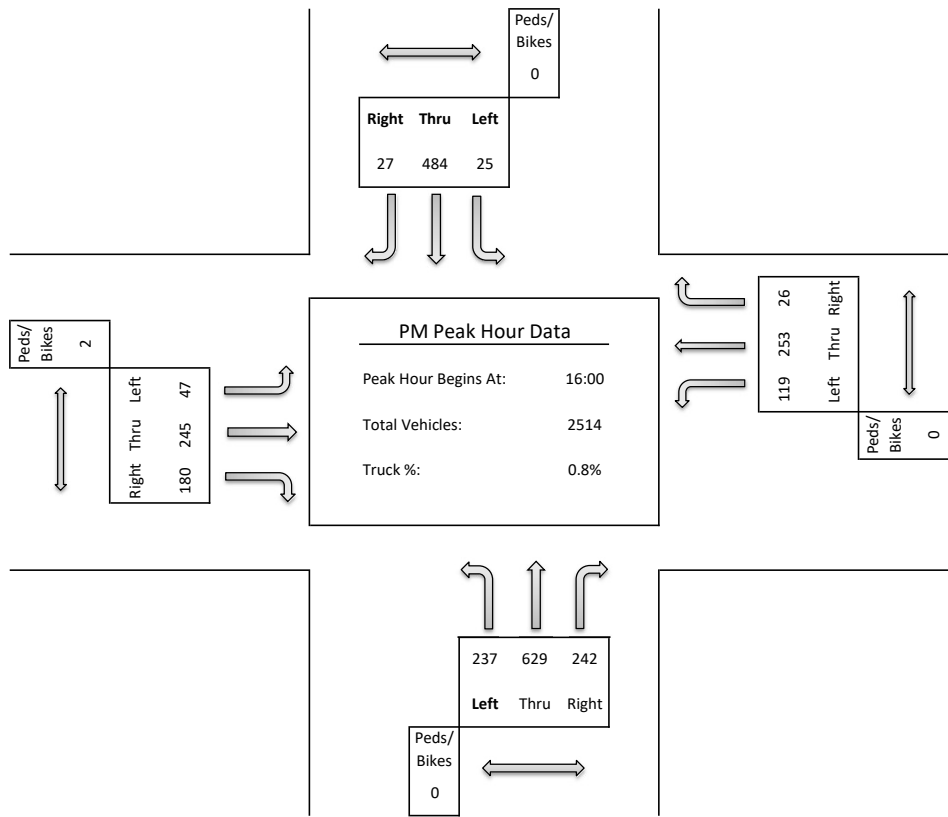 Peds/
Bikes
0
Right Thru Left
27 484 25
26 Right
253 Thru
119 Left
Peds/
Bikes
0
Peds/
Bikes
2
Left 47
Thru 245
Right 180
PM Peak Hour Data
Peak Hour Begins At: 16:00
Total Vehicles: 2514
Truck %: 0.8%
237 629 242
Left Thru Right
Peds/
Bikes
0